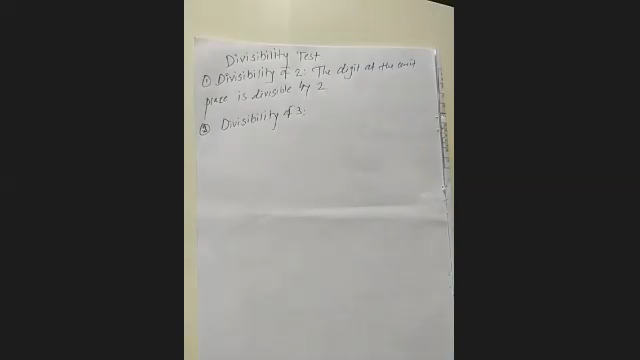 Divisibility Test
① Divisibility of 2: The digit at the unit
place is divisible by 2
② Divisibility of 3: